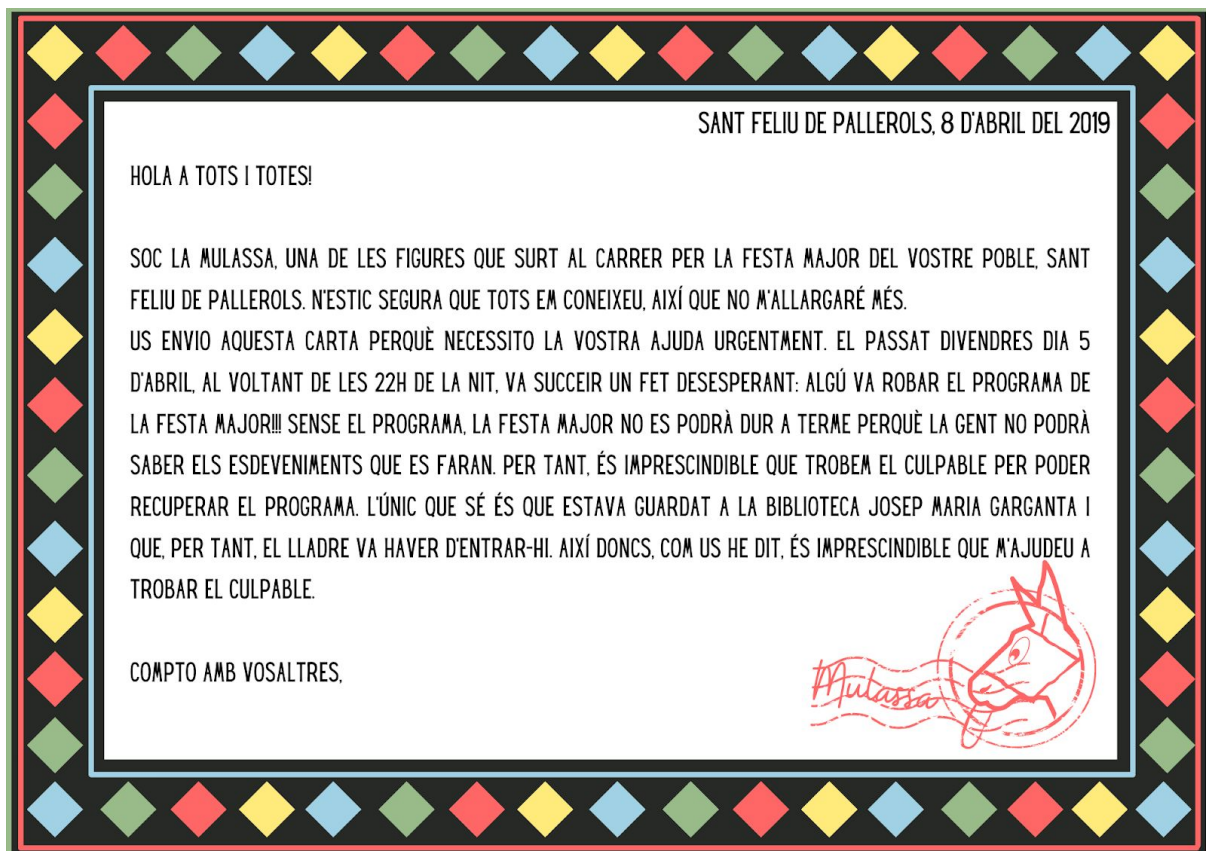 SANT FELIU DE PALLEROLS, 8 D'ABRIL DEL 2019
HOLA A TOTS I TOTES!
SOC LA MULASSA, UNA DE LES FIGURES QUE SURT AL CARRER PER LA FESTA MAJOR DEL VOSTRE POBLE, SANT
FELIU DE PALLEROLS. N'ESTIC SEGURA QUE TOTS EM CONEIXEU, AIXÍ QUE NO M'ALLARGARÉ MÉS.
US ENVIO AQUESTA CARTA PERQUÈ NECESSITO LA VOSTRA AJUDA URGENTMENT. EL PASSAT DIVENDRES DIA 5
D'ABRIL, AL VOLTANT DE LES 22H DE LA NIT, VA SUCCEIR UN FET DESESPERANT: ALGÚ VA ROBAR EL PROGRAMA DE
LA FESTA MAJOR!!! SENSE EL PROGRAMA, LA FESTA MAJOR NO ES PODRÀ DUR A TERME PERQUÈ LA GENT NO PODRÀ
SABER ELS ESDEVENIMENTS QUE ES FARAN. PER TANT, ÉS IMPRESCINDIBLE QUE TROBEM EL CULPABLE PER PODER
RECUPERAR EL PROGRAMA. L'ÚNIC QUE SÉ ÉS QUE ESTAVA GUARDAT A LA BIBLIOTECA JOSEP MARIA GARGANTA I
QUE, PER TANT, EL LLADRE VA HAVER D'ENTRAR-HI. AIXÍ DONCS, COM US HE DIT, ÉS IMPRESCINDIBLE QUE M'AJUDEU A
TROBAR EL CULPABLE.
COMPTO AMB VOSALTRES,
Mulassa